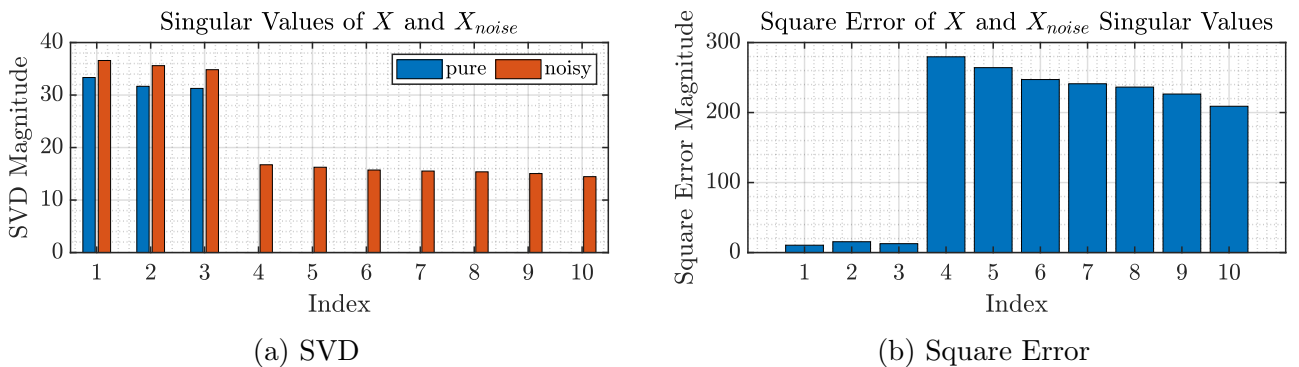 Singular Values of X and X_noise
40
30
20
10
0
SVD Magnitude
pure noisy
1 2 3 4 5 6 7 8 9 10
Index
(a) SVD
Square Error of X and X_noise Singular Values
300
200
100
0
Square Error Magnitude
1 2 3 4 5 6 7 8 9 10
Index
(b) Square Error